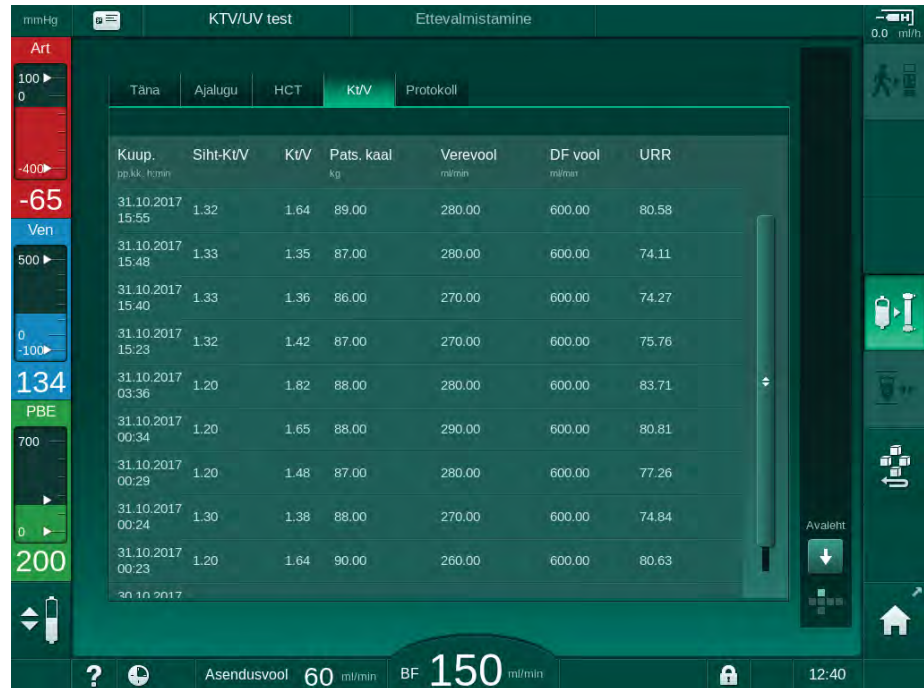 mmHg KTV/UV test Ettevalmistamine 0.0 ml/h
Art
100
0
-400
-65
Ven
500
0
-100
134
PBE
700
0
200
Täna Ajalugu HCT Kt/V Protokoll
Kuup. Siht-Kt/V Kt/V Pats. kaal Verevool DF vool URR
pp.kk. h:min kg ml/min ml/min
31.10.2017
15:55 1.32 1.64 89.00 280.00 600.00 80.58
31.10.2017
15:48 1.33 1.35 87.00 280.00 600.00 74.11
31.10.2017
15:40 1.33 1.36 86.00 270.00 600.00 74.27
31.10.2017
15:23 1.32 1.42 87.00 270.00 600.00 75.76
31.10.2017
03:36 1.20 1.82 88.00 280.00 600.00 83.71
31.10.2017
00:34 1.20 1.65 88.00 290.00 600.00 80.81
31.10.2017
00:29 1.20 1.48 87.00 280.00 600.00 77.26
31.10.2017
00:24 1.30 1.38 88.00 270.00 600.00 74.84
31.10.2017
00:23 1.20 1.64 90.00 260.00 600.00 80.63
30.10.2017
Avaleht
? Asendusvool 60 ml/min BF 150 ml/min 12:40